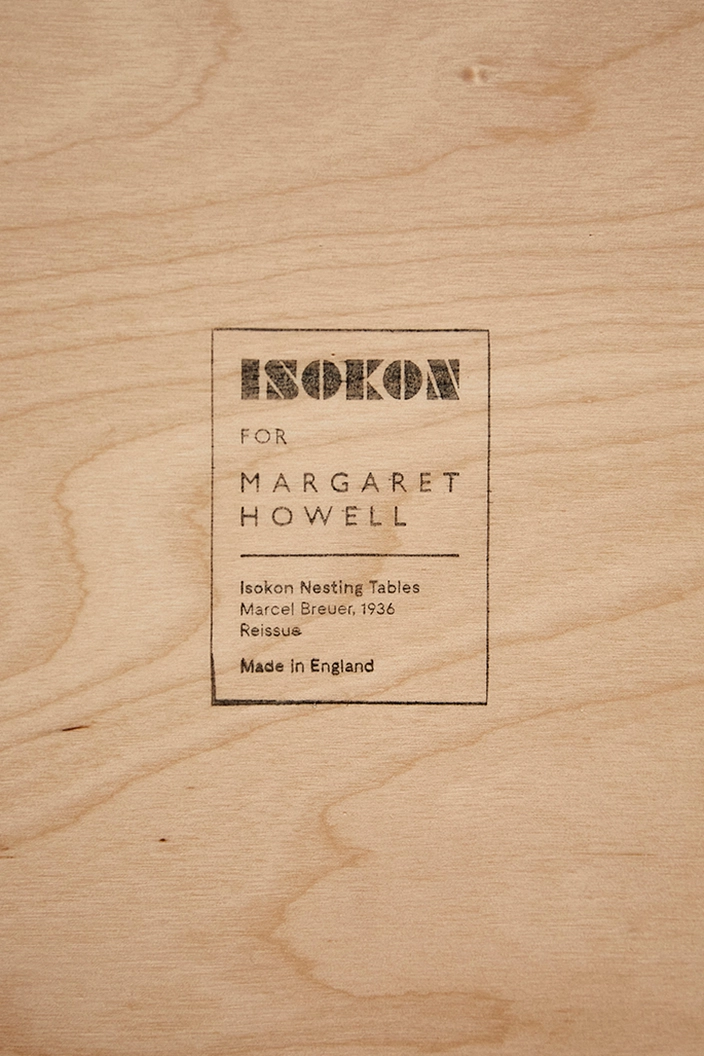 ISOKON
FOR
MARGARET
HOWELL
Isokon Nesting Tables
Marcel Breuer, 1936
Reissue
Made in England